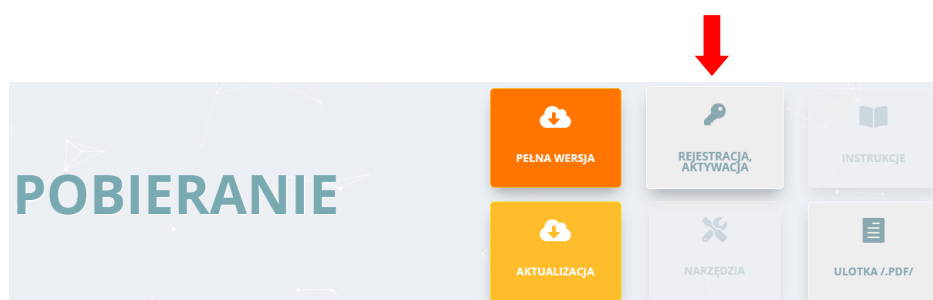 POBIERANIE
PEŁNA WERSJA
REJESTRACJA,
AKTYWACJA
INSTRUKCJE
AKTUALIZACJA
NARZĘDZIA
ULOTKA /.PDF/